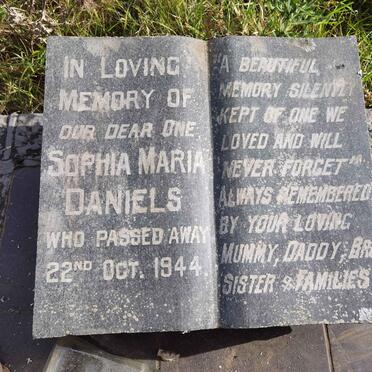 IN LOVING
MEMORY OF
OUR DEAR ONE
SOPHIA MARIA
DANIELS
WHO PASSED AWAY
22ND OCT. 1944.
"A BEAUTIFUL
MEMORY SILENTLY
KEPT OF ONE WE
LOVED AND WILL
NEVER FORGET"
ALWAYS REMEMBERED
BY YOUR LOVING
MUMMY, DADDY, BR
SISTER & FAMILIES